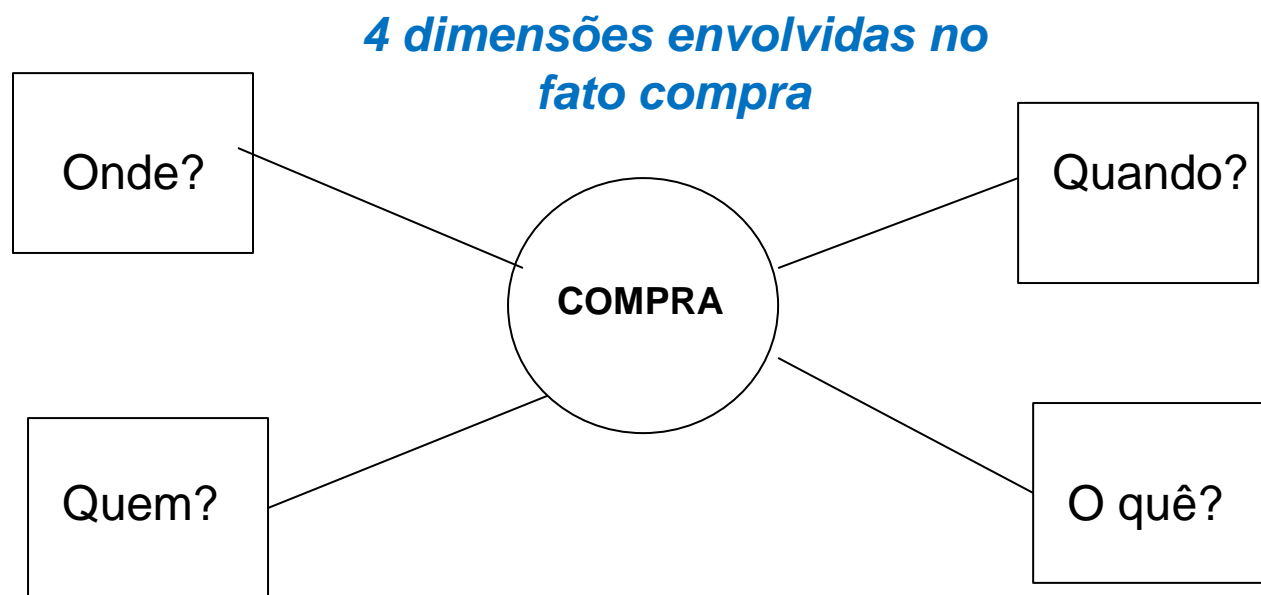 4 dimensões envolvidas no
fato compra
Onde?
Quando?
COMPRA
Quem?
O quê?